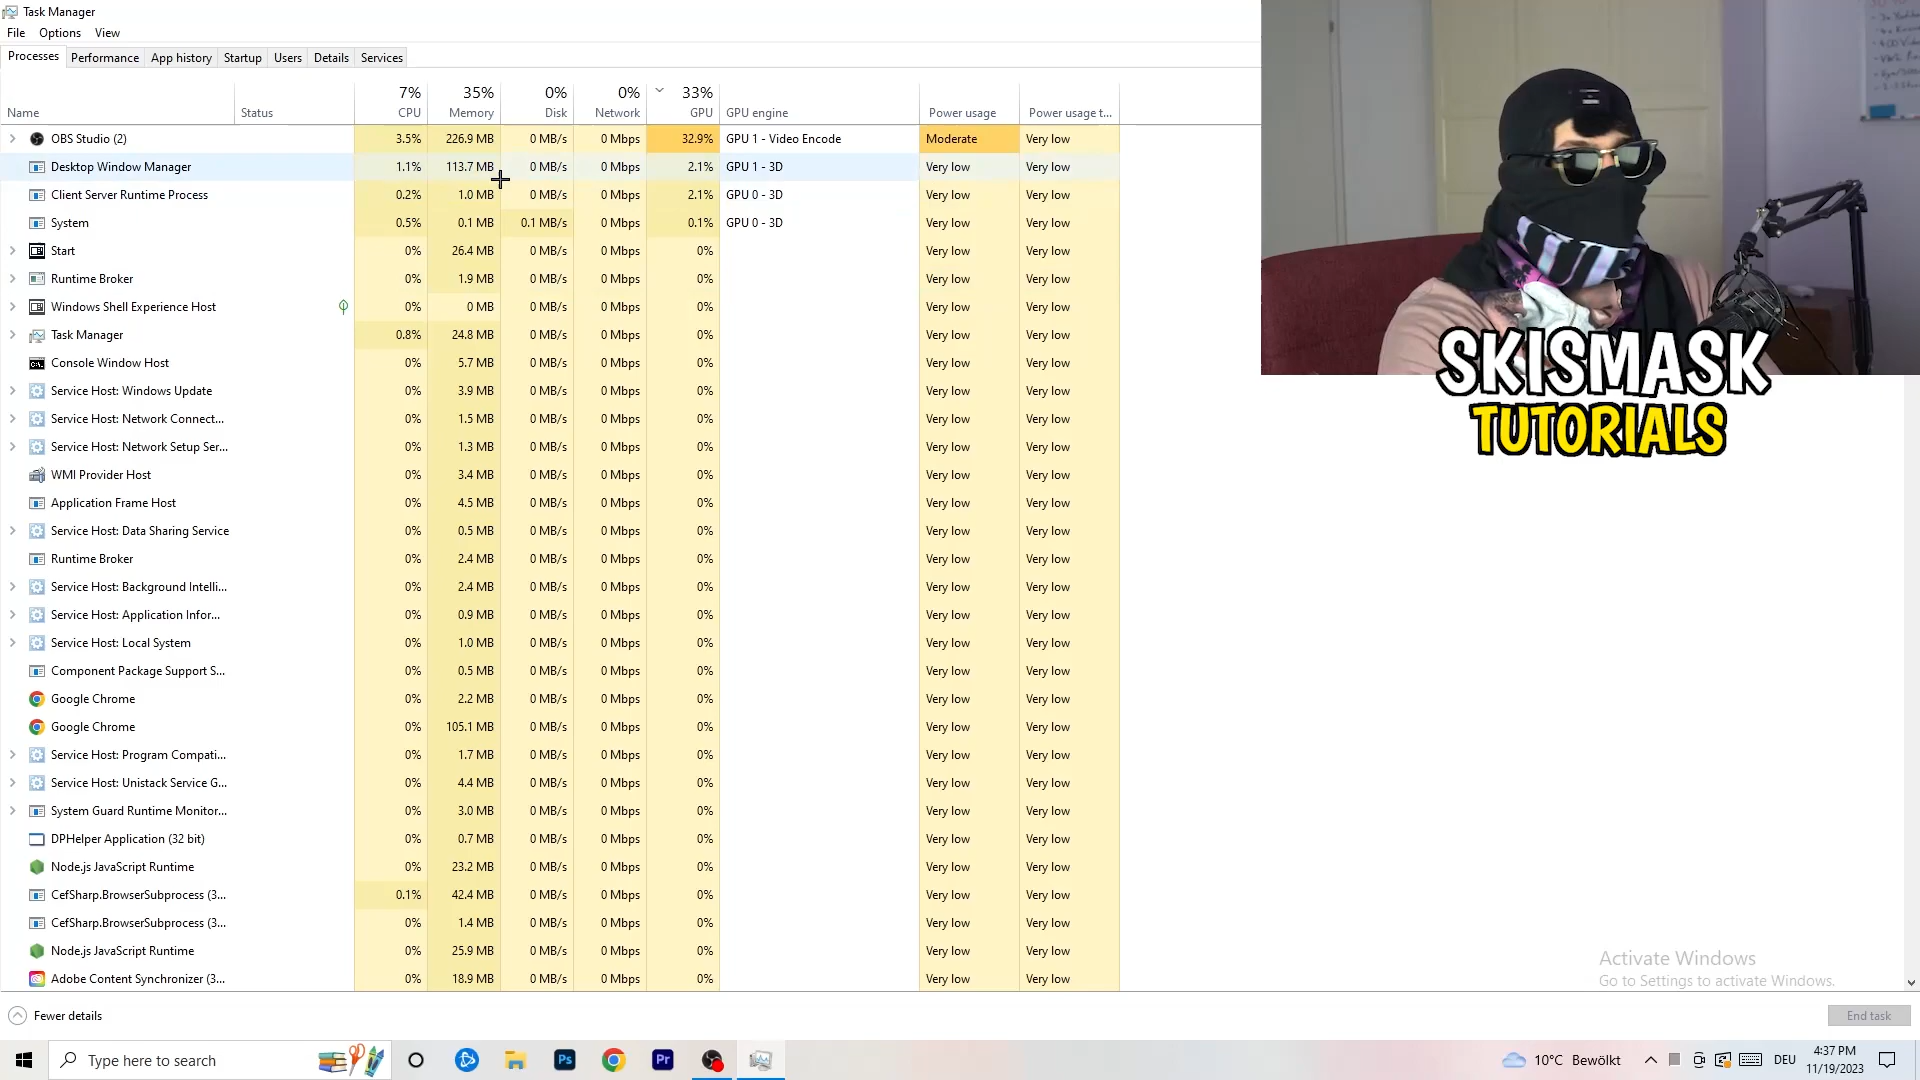 Task Manager
File Options View
Processes Performance App history Startup Users Details Services
7% 35% 0% 0% 33%
Name Status CPU Memory Disk Network GPU GPU engine Power usage Power usage t...
OBS Studio (2) 3.5% 226.9 MB 0 MB/s 0 Mbps 32.9% GPU 1 - Video Encode Moderate Very low
Desktop Window Manager 1.1% 113.7 MB 0 MB/s 0 Mbps 2.1% GPU 1 - 3D Very low Very low
Client Server Runtime Process 0.2% 1.0 MB 0 MB/s 0 Mbps 2.1% GPU 0 - 3D Very low Very low
System 0.5% 0.1 MB 0.1 MB/s 0 Mbps 0.1% GPU 0 - 3D Very low Very low
Start 0% 26.4 MB 0 MB/s 0 Mbps 0% Very low Very low
Runtime Broker 0% 1.9 MB 0 MB/s 0 Mbps 0% Very low Very low
Windows Shell Experience Host 0% 0 MB 0 MB/s 0 Mbps 0% Very low Very low
Task Manager 0.8% 24.8 MB 0 MB/s 0 Mbps 0% Very low Very low
Console Window Host 0% 5.7 MB 0 MB/s 0 Mbps 0% Very low Very low
Service Host: Windows Update 0% 3.9 MB 0 MB/s 0 Mbps 0% Very low Very low
Service Host: Network Connect... 0% 1.5 MB 0 MB/s 0 Mbps 0% Very low Very low
Service Host: Network Setup Ser... 0% 1.3 MB 0 MB/s 0 Mbps 0% Very low Very low
WMI Provider Host 0% 3.4 MB 0 MB/s 0 Mbps 0% Very low Very low
Application Frame Host 0% 4.5 MB 0 MB/s 0 Mbps 0% Very low Very low
Service Host: Data Sharing Service 0% 0.5 MB 0 MB/s 0 Mbps 0% Very low Very low
Runtime Broker 0% 2.4 MB 0 MB/s 0 Mbps 0% Very low Very low
Service Host: Background Intelli... 0% 2.4 MB 0 MB/s 0 Mbps 0% Very low Very low
Service Host: Application Infor... 0% 0.9 MB 0 MB/s 0 Mbps 0% Very low Very low
Service Host: Local System 0% 1.0 MB 0 MB/s 0 Mbps 0% Very low Very low
Component Package Support S... 0% 0.5 MB 0 MB/s 0 Mbps 0% Very low Very low
Google Chrome 0% 2.2 MB 0 MB/s 0 Mbps 0% Very low Very low
Google Chrome 0% 105.1 MB 0 MB/s 0 Mbps 0% Very low Very low
Service Host: Program Compati... 0% 1.7 MB 0 MB/s 0 Mbps 0% Very low Very low
Service Host: Unistack Service G... 0% 4.4 MB 0 MB/s 0 Mbps 0% Very low Very low
System Guard Runtime Monitor... 0% 3.0 MB 0 MB/s 0 Mbps 0% Very low Very low
DPHelper Application (32 bit) 0% 0.7 MB 0 MB/s 0 Mbps 0% Very low Very low
Node.js JavaScript Runtime 0% 23.2 MB 0 MB/s 0 Mbps 0% Very low Very low
CefSharp.BrowserSubprocess (3... 0.1% 42.4 MB 0 MB/s 0 Mbps 0% Very low Very low
CefSharp.BrowserSubprocess (3... 0% 1.4 MB 0 MB/s 0 Mbps 0% Very low Very low
Node.js JavaScript Runtime 0% 25.9 MB 0 MB/s 0 Mbps 0% Very low Very low
Adobe Content Synchronizer (3... 0% 18.9 MB 0 MB/s 0 Mbps 0% Very low Very low
SKISMASK
TUTORIALS
Activate Windows
Go to Settings to activate Windows.
Fewer details End task
Type here to search Ps Pr 10°C Bewölkt DEU 4:37 PM
11/19/2023